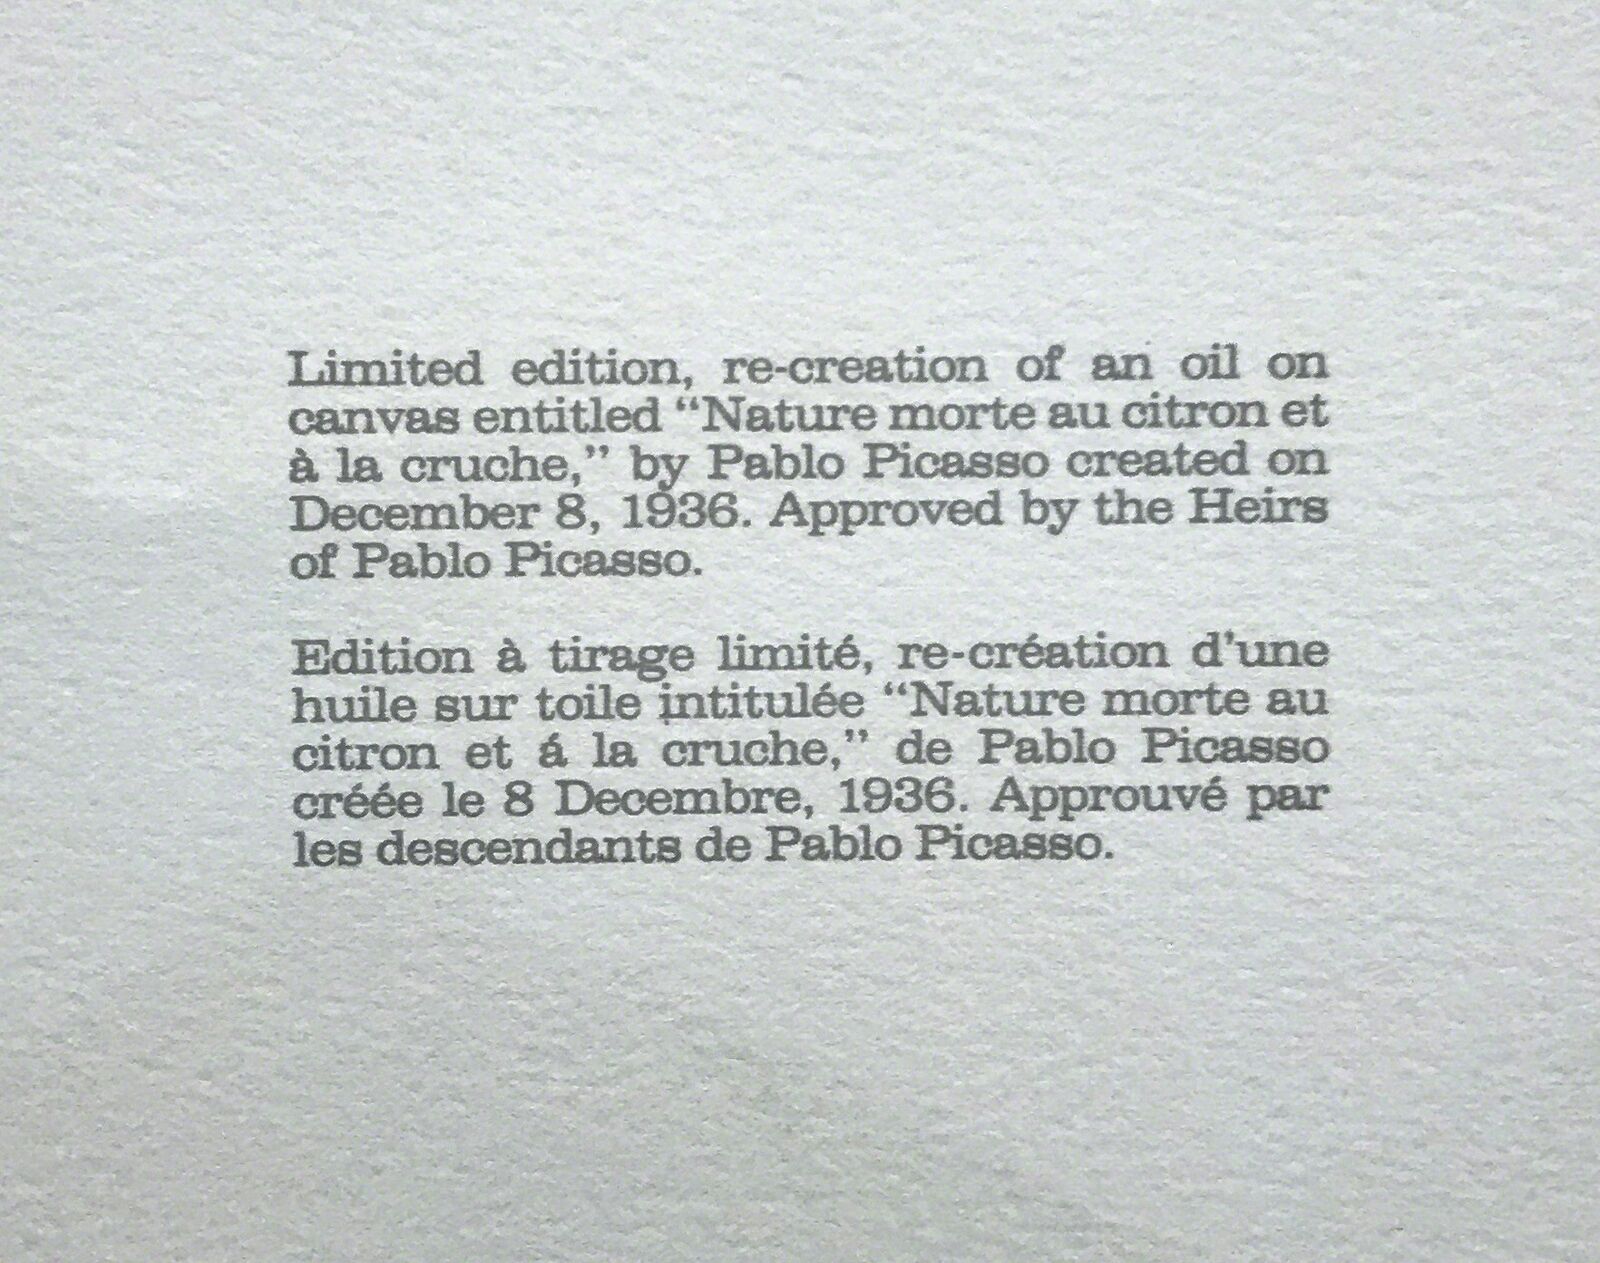 Limited edition, re-creation of an oil on
canvas entitled “Nature morte au citron et
à la cruche,” by Pablo Picasso created on
December 8, 1936. Approved by the Heirs
of Pablo Picasso.
Edition à tirage limité, re-création d’une
huile sur toile intitulée “Nature morte au
citron et á la cruche,” de Pablo Picasso
créée le 8 Decembre, 1936. Approuvé par
les descendants de Pablo Picasso.